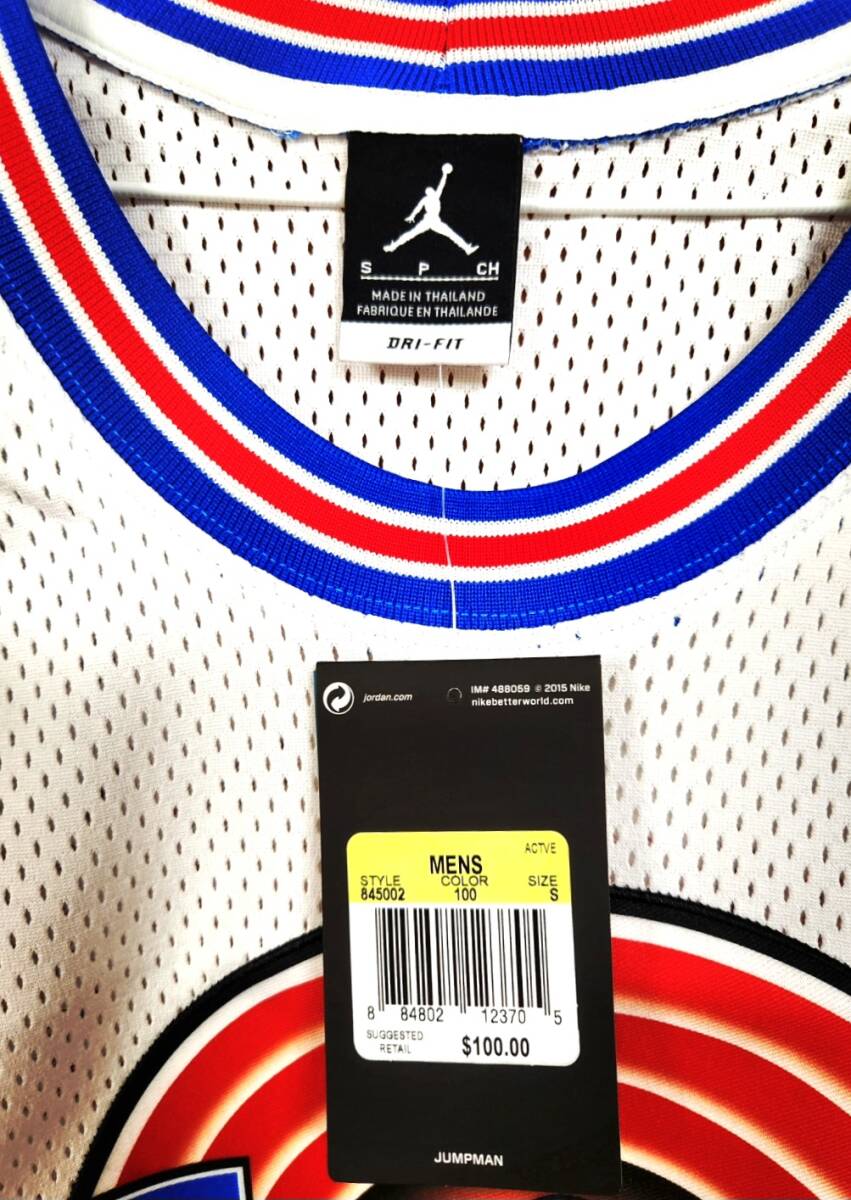 S P CH
MADE IN THAILAND
FABRIQUE EN THAILANDE
DRI-FIT
jordan.com
IM# 488059 © 2015 Nike
nikebetterworld.com
ACTVE
MENS
STYLE COLOR SIZE
845002 100 S
8 84802 12370 5
SUGGESTED
RETAIL $100.00
JUMPMAN